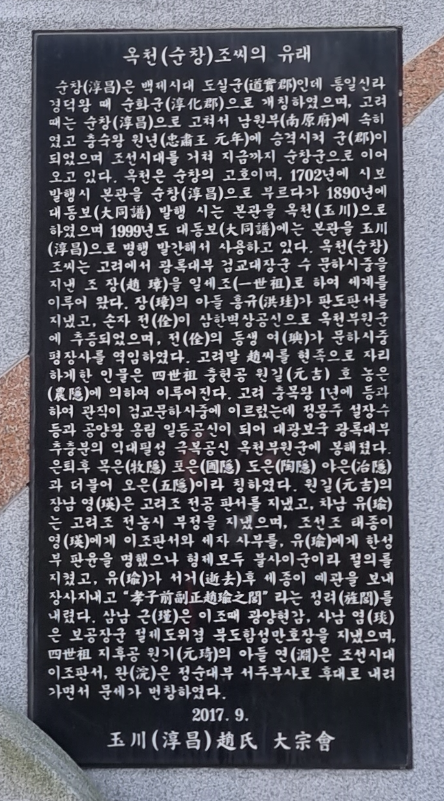 옥천(순창)조씨의 유래
순창(淳昌)은 백제시대 도실군(道實郡)인데 통일신라
경덕왕 때 순화군(淳化郡)으로 개칭하였으며, 고려
때는 순창(淳昌)으로 고쳐서 남원부(南原府)에 속하
였고 충숙왕 원년(忠肅王 元年)에 승격시켜 군(郡)이
되었으며 조선시대를 거쳐 지금까지 순창군으로 이어
오고 있다. 옥천은 순창의 고호이며, 1702년에 시보
발행시 본관을 순창(淳昌)으로 부르다가 1890년에
대동보(大同譜) 발행 시는 본관을 옥천(玉川)으로
하였으며 1999년도 대동보(大同譜)에는 본관을 玉川
(淳昌)으로 병행 발간해서 사용하고 있다. 옥천(순창)
조씨는 고려에서 광록대부 검교대장군 수 문하시중을
지낸 조 장(趙 璋)을 일세조(一世祖)로 하여 세계를
이루어 왔다. 장(璋)의 아들 홍규(洪珪)가 판도판서를
지냈고, 손자 전(佺)이 삼한벽상공신으로 옥천부원군
에 추증되었으며, 전(佺)의 동생 여(璵)가 문하시중
평장사를 역임하였다. 고려말 趙씨를 현족으로 자리
하게한 인물은 四世祖 충헌공 원길(元吉) 호 농은
(農隱)에 의하여 이루어진다. 고려 충목왕 1년에 등과
하여 관직이 검교문하시중에 이르렀는데 정몽주 설장수
등과 공양왕 옹립 일등공신이 되어 대광보국 광록대부
추충분의 익대필성 수복공신 옥천부원군에 봉해졌다.
은퇴후 목은(牧隱) 포은(圃隱) 도은(陶隱) 야은(冶隱)
과 더불어 오은(五隱)이라 칭하였다. 원길(元吉)의
장남 영(瑛)은 고려조 전공 판서를 지냈고, 차남 유(瑜)
는 고려조 전농시 부정을 지냈으며, 조선조 태종이
영(瑛)에게 이조판서와 세자 사부를, 유(瑜)에게 한성
부 판윤을 명했으나 형제모두 불사이군이라 절의를
지켰고, 유(瑜)가 서거(逝去)후 세종이 예관을 보내
장사지내고 "孝子前副正趙瑜之閭" 라는 정려(旌閭)를
내렸다. 삼남 근(瑾)은 이조때 광양현감, 사남 염(琰)
은 보공장군 절제도위겸 북도함성만호장을 지냈으며,
四世祖 지후공 원기(元琦)의 아들 연(淵)은 조선시대
이조판서, 완(浣)은 정순대부 서주부사로 후대로 내려
가면서 문세가 번창하였다.
2017. 9.
玉川(淳昌)趙氏 大宗會